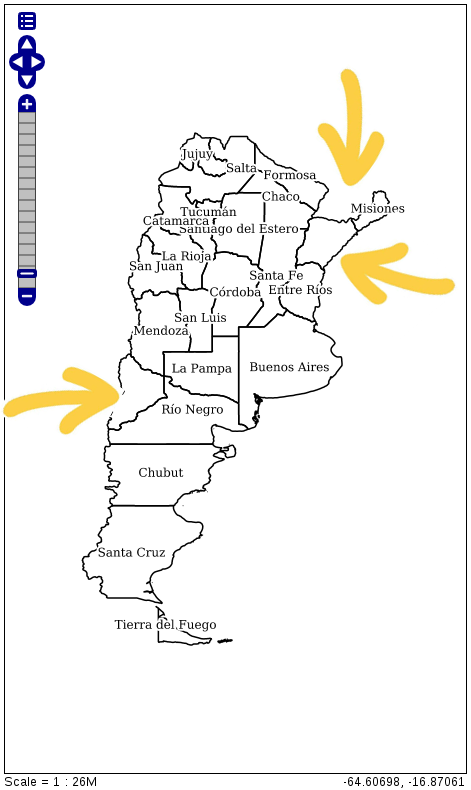 Jujuy
Salta
Formosa
Chaco
Misiones
Tucumán
Catamarca
Santiago del Estero
La Rioja
San Juan
Santa Fe
Córdoba
Entre Ríos
San Luis
Mendoza
La Pampa
Buenos Aires
Río Negro
Chubut
Santa Cruz
Tierra del Fuego
Scale = 1 : 26M
-64.60698, -16.87061